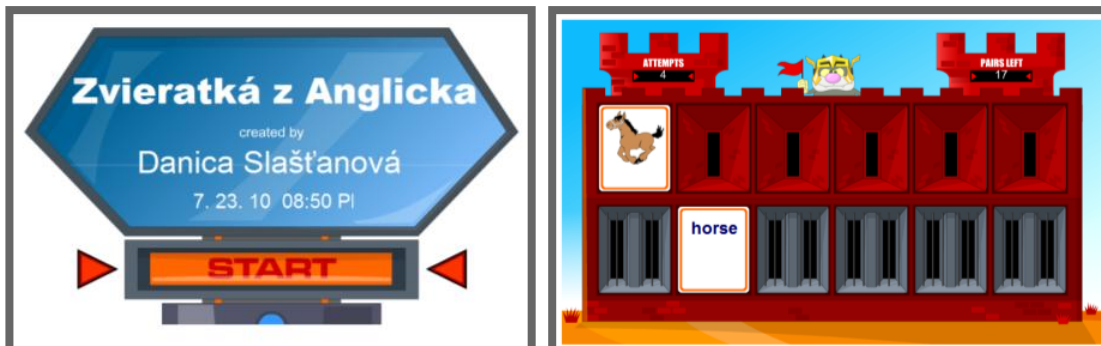 Zvieratká z Anglicka
created by
Danica Slašťanová
7. 23. 10 08:50 Pl
START
ATTEMPTS
4
PAIRS LEFT
17
horse